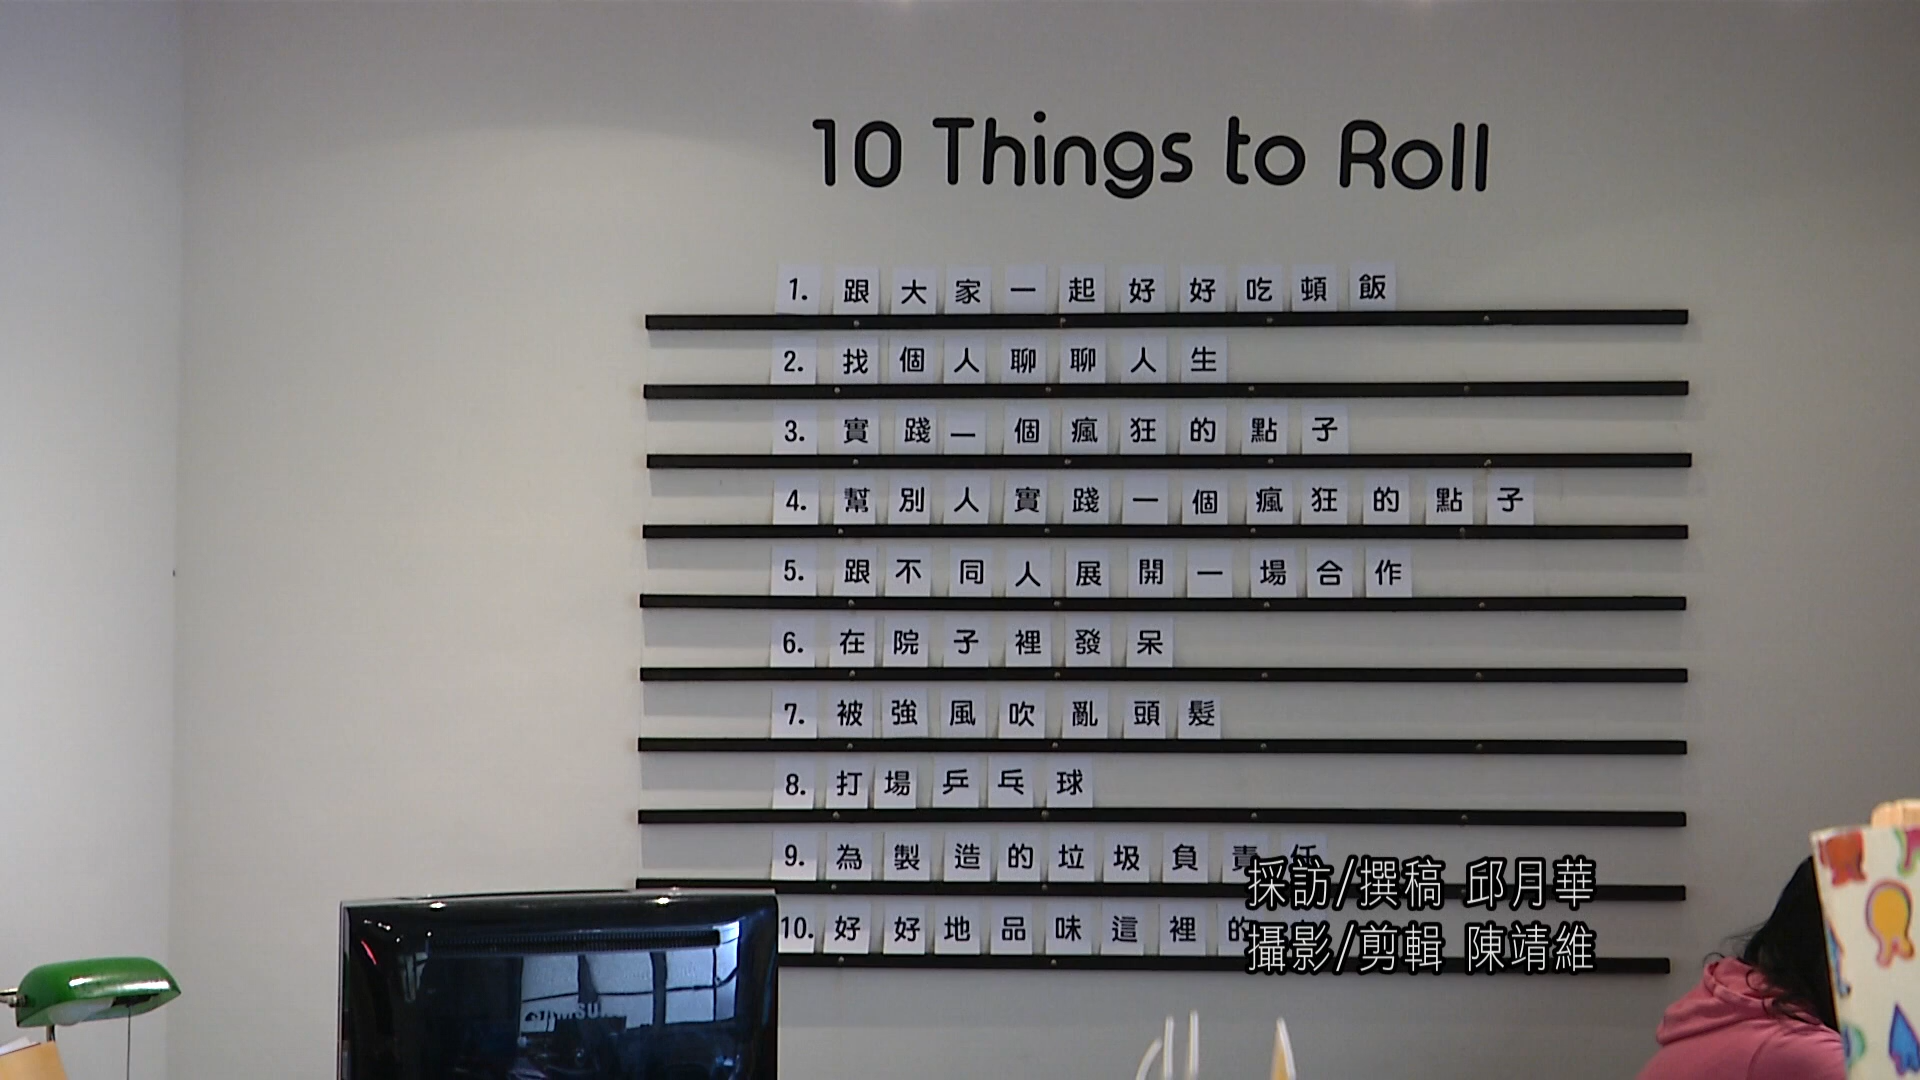 10 Things to Roll
1. 跟大家一起好好吃頓飯
2. 找個人聊聊人生
3. 實踐一個瘋狂的點子
4. 幫別人實踐一個瘋狂的點子
5. 跟不同人展開一場合作
6. 在院子裡發呆
7. 被強風吹亂頭髮
8. 打場乒乓球
9. 為製造的垃圾負責任
10. 好好地品味這裡的
採訪/撰稿 邱月華
攝影/剪輯 陳靖維